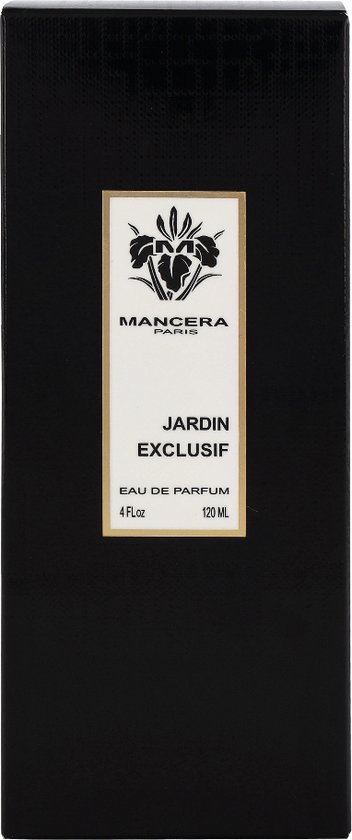 M
MANCERA
PARIS
JARDIN
EXCLUSIF
EAU DE PARFUM
4 FLoz 120 ML